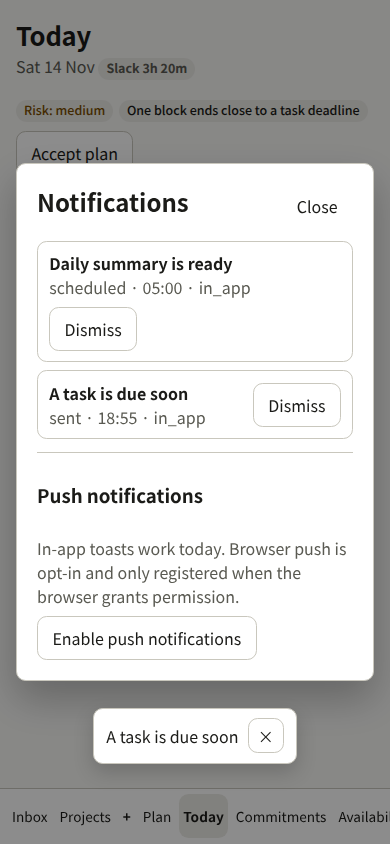 Today
Sat 14 Nov Slack 3h 20m
Risk: medium One block ends close to a task deadline
Accept plan
Notifications
Close
Daily summary is ready
scheduled · 05:00 · in_app
Dismiss
A task is due soon
sent · 18:55 · in_app
Dismiss
Push notifications
In-app toasts work today. Browser push is
opt-in and only registered when the
browser grants permission.
Enable push notifications
A task is due soon ×
Inbox Projects + Plan Today Commitments Availabi